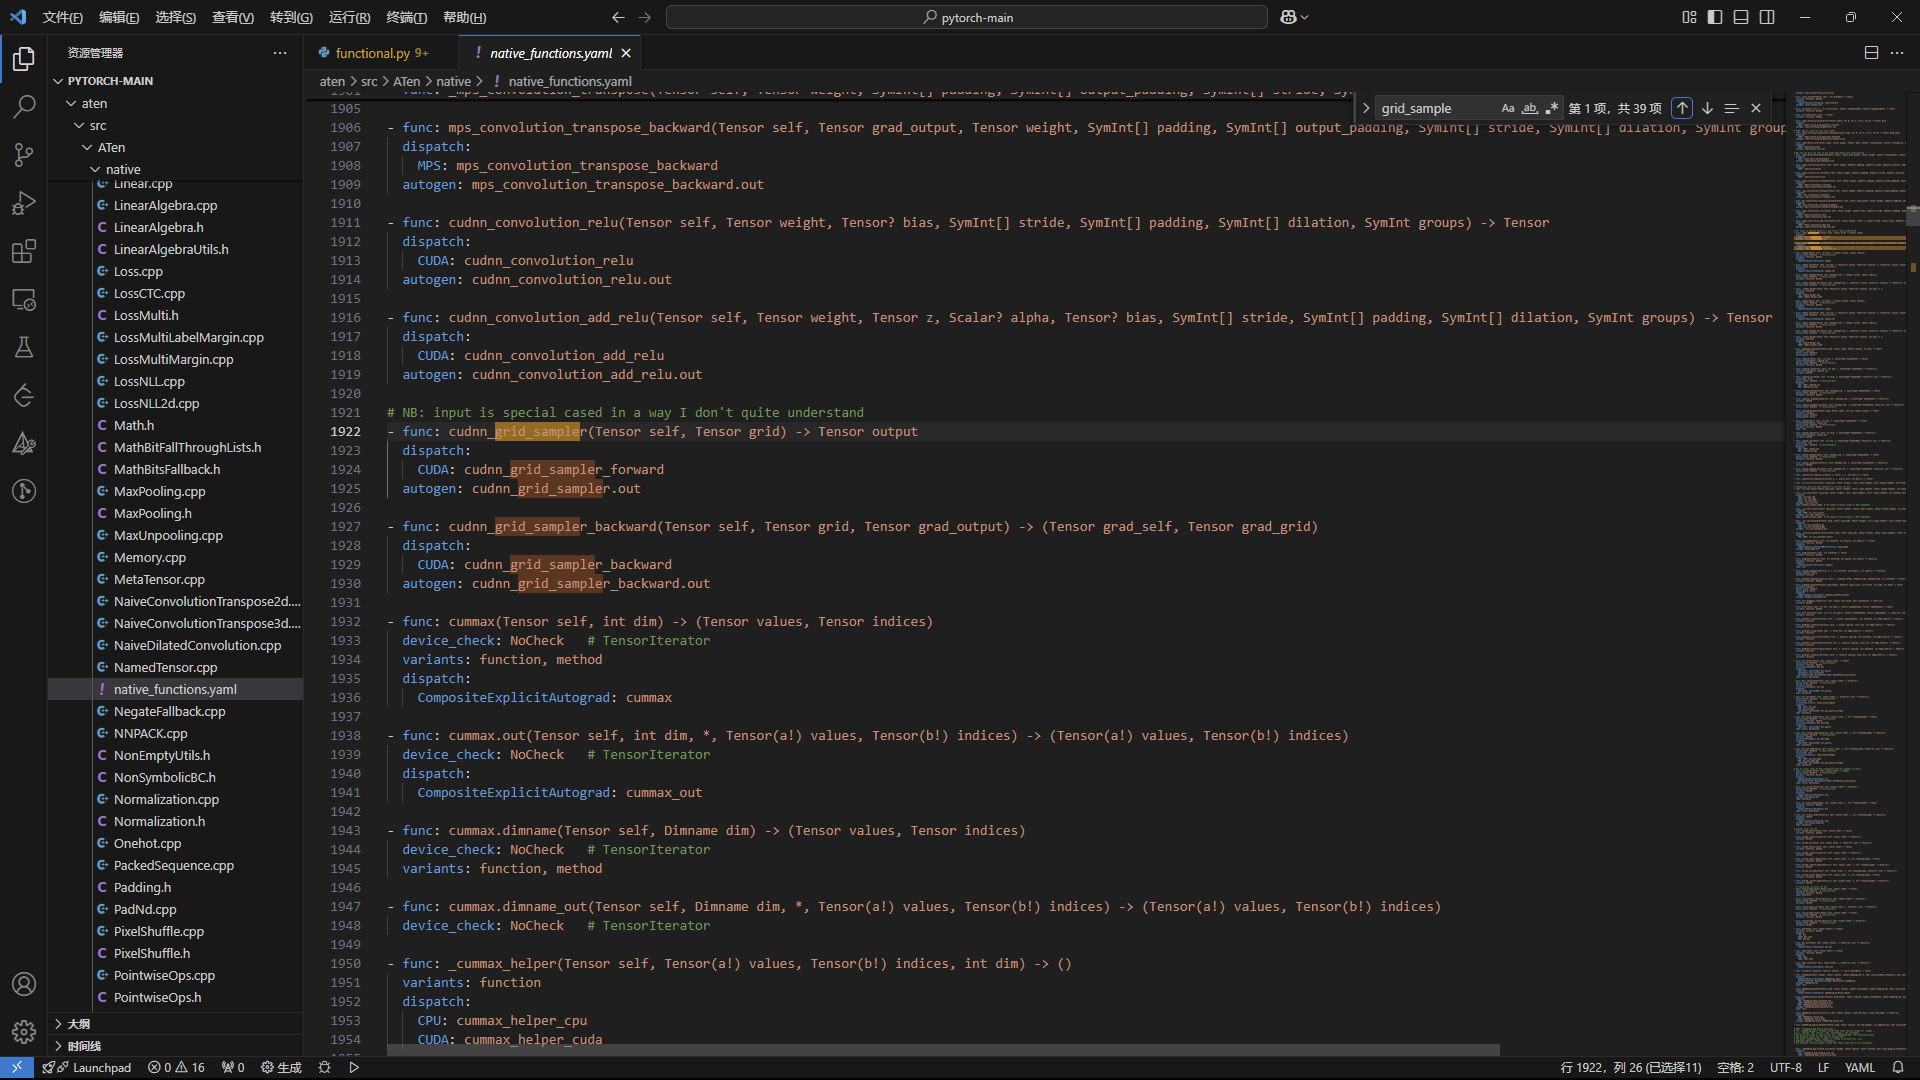 文件(F) 编辑(E) 选择(S) 查看(V) 转到(G) 运行(R) 终端(T) 帮助(H)
pytorch-main
资源管理器
functional.py 9+
! native_functions.yaml
PYTORCH-MAIN
aten > src > ATen > native > ! native_functions.yaml
aten
src
ATen
native
Linear.cpp
LinearAlgebra.cpp
LinearAlgebra.h
LinearAlgebraUtils.h
Loss.cpp
LossCTC.cpp
LossMulti.h
LossMultiLabelMargin.cpp
LossMultiMargin.cpp
LossNLL.cpp
LossNLL2d.cpp
Math.h
MathBitFallThroughLists.h
MathBitsFallback.h
MaxPooling.cpp
MaxPooling.h
MaxUnpooling.cpp
Memory.cpp
MetaTensor.cpp
NaiveConvolutionTranspose2d....
NaiveConvolutionTranspose3d....
NaiveDilatedConvolution.cpp
NamedTensor.cpp
! native_functions.yaml
NegateFallback.cpp
NNPACK.cpp
NonEmptyUtils.h
NonSymbolicBC.h
Normalization.cpp
Normalization.h
Onehot.cpp
PackedSequence.cpp
Padding.h
PadNd.cpp
PixelShuffle.cpp
PixelShuffle.h
PointwiseOps.cpp
PointwiseOps.h
大纲
时间线
grid_sample Aa ab .* 第 1 项，共 39 项
1905
1906 - func: mps_convolution_transpose_backward(Tensor self, Tensor grad_output, Tensor weight, SymInt[] padding, SymInt[] output_padding, SymInt[] stride, SymInt[] dilation, SymInt group
1907 dispatch:
1908 MPS: mps_convolution_transpose_backward
1909 autogen: mps_convolution_transpose_backward.out
1910
1911 - func: cudnn_convolution_relu(Tensor self, Tensor weight, Tensor? bias, SymInt[] stride, SymInt[] padding, SymInt[] dilation, SymInt groups) -> Tensor
1912 dispatch:
1913 CUDA: cudnn_convolution_relu
1914 autogen: cudnn_convolution_relu.out
1915
1916 - func: cudnn_convolution_add_relu(Tensor self, Tensor weight, Tensor z, Scalar? alpha, Tensor? bias, SymInt[] stride, SymInt[] padding, SymInt[] dilation, SymInt groups) -> Tensor
1917 dispatch:
1918 CUDA: cudnn_convolution_add_relu
1919 autogen: cudnn_convolution_add_relu.out
1920
1921 # NB: input is special cased in a way I don't quite understand
1922 - func: cudnn_grid_sampler(Tensor self, Tensor grid) -> Tensor output
1923 dispatch:
1924 CUDA: cudnn_grid_sampler_forward
1925 autogen: cudnn_grid_sampler.out
1926
1927 - func: cudnn_grid_sampler_backward(Tensor self, Tensor grid, Tensor grad_output) -> (Tensor grad_self, Tensor grad_grid)
1928 dispatch:
1929 CUDA: cudnn_grid_sampler_backward
1930 autogen: cudnn_grid_sampler_backward.out
1931
1932 - func: cummax(Tensor self, int dim) -> (Tensor values, Tensor indices)
1933 device_check: NoCheck # TensorIterator
1934 variants: function, method
1935 dispatch:
1936 CompositeExplicitAutograd: cummax
1937
1938 - func: cummax.out(Tensor self, int dim, *, Tensor(a!) values, Tensor(b!) indices) -> (Tensor(a!) values, Tensor(b!) indices)
1939 device_check: NoCheck # TensorIterator
1940 dispatch:
1941 CompositeExplicitAutograd: cummax_out
1942
1943 - func: cummax.dimname(Tensor self, Dimname dim) -> (Tensor values, Tensor indices)
1944 device_check: NoCheck # TensorIterator
1945 variants: function, method
1946
1947 - func: cummax.dimname_out(Tensor self, Dimname dim, *, Tensor(a!) values, Tensor(b!) indices) -> (Tensor(a!) values, Tensor(b!) indices)
1948 device_check: NoCheck # TensorIterator
1949
1950 - func: _cummax_helper(Tensor self, Tensor(a!) values, Tensor(b!) indices, int dim) -> ()
1951 variants: function
1952 dispatch:
1953 CPU: cummax_helper_cpu
1954 CUDA: cummax_helper_cuda
Launchpad 0 16 0 生成
行 1922，列 26 (已选择11) 空格: 2 UTF-8 LF YAML